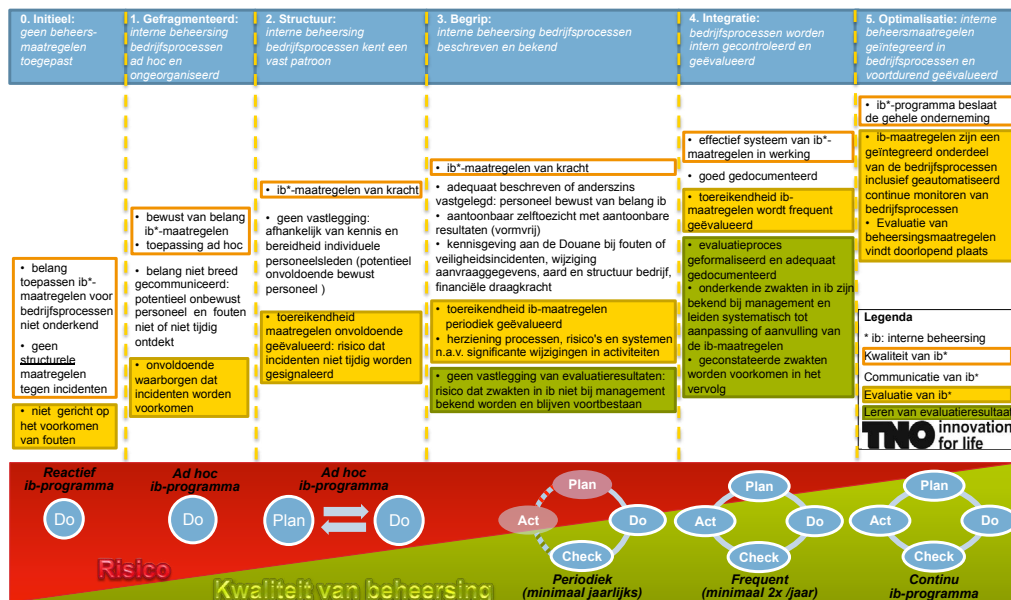 0. Initieel:
geen beheers-
maatregelen
toegepast
1. Gefragmenteerd:
interne beheersing
bedrijfsprocessen
ad hoc en
ongeorganiseerd
2. Structuur:
interne beheersing
bedrijfsprocessen kent een
vast patroon
3. Begrip:
interne beheersing bedrijfsprocessen
beschreven en bekend
4. Integratie:
bedrijfsprocessen worden
intern gecontroleerd en
geëvalueerd
5. Optimalisatie: interne
beheersmaatregelen
geïntegreerd in
bedrijfsprocessen en
voortdurend geëvalueerd
• belang
toepassen ib*-
maatregelen voor
bedrijfsprocessen
niet onderkend
• geen
structurele
maatregelen
tegen incidenten
• niet gericht op
het voorkomen
van fouten
• bewust van belang
ib*-maatregelen
• toepassing ad hoc
• belang niet breed
gecommuniceerd:
potentieel onbewust
personeel en fouten
niet of niet tijdig
ontdekt
• onvoldoende
waarborgen dat
incidenten worden
voorkomen
• ib*-maatregelen van kracht
• geen vastlegging:
afhankelijk van kennis en
bereidheid individuele
personeelsleden (potentieel
onvoldoende bewust
personeel )
• toereikendheid
maatregelen onvoldoende
geëvalueerd: risico dat
incidenten niet tijdig worden
gesignaleerd
• ib*-maatregelen van kracht
• adequaat beschreven of anderszins
vastgelegd: personeel bewust van belang ib
• aantoonbaar zelftoezicht met aantoonbare
resultaten (vormvrij)
• kennisgeving aan de Douane bij fouten of
veiligheidsincidenten, wijziging
aanvraaggegevens, aard en structuur bedrijf,
financiële draagkracht
• toereikendheid ib-maatregelen
periodiek geëvalueerd
• herziening processen, risico's en systemen
n.a.v. significante wijzigingen in activiteiten
• geen vastlegging van evaluatieresultaten:
risico dat zwakten in ib niet bij management
bekend worden en blijven voortbestaan
• effectief systeem van ib*-
maatregelen in werking
• goed gedocumenteerd
• toereikendheid ib-
maatregelen wordt frequent
geëvalueerd
• evaluatieproces
geformaliseerd en adequaat
gedocumenteerd
• onderkende zwakten in ib zijn
bekend bij management en
leiden systematisch tot
aanpassing of aanvulling van
de ib-maatregelen
• geconstateerde zwakten
worden voorkomen in het
vervolg
• ib*-programma beslaat
de gehele onderneming
• ib-maatregelen zijn een
geïntegreerd onderdeel
van de bedrijfsprocessen
inclusief geautomatiseerd
continue monitoren van
bedrijfsprocessen
• Evaluatie van
beheersingsmaatregelen
vindt doorlopend plaats
Legenda
* ib: interne beheersing
Kwaliteit van ib*
Communicatie van ib*
Evaluatie van ib*
Leren van evaluatieresultaat
TNO innovation
for life
Reactief
ib-programma
Do
Ad hoc
ib-programma
Do
Ad hoc
ib-programma
Plan
Do
Plan
Act
Do
Check
Periodiek
(minimaal jaarlijks)
Plan
Act
Do
Check
Frequent
(minimaal 2x /jaar)
Plan
Act
Do
Check
Continu
ib-programma
Risico
Kwaliteit van beheersing